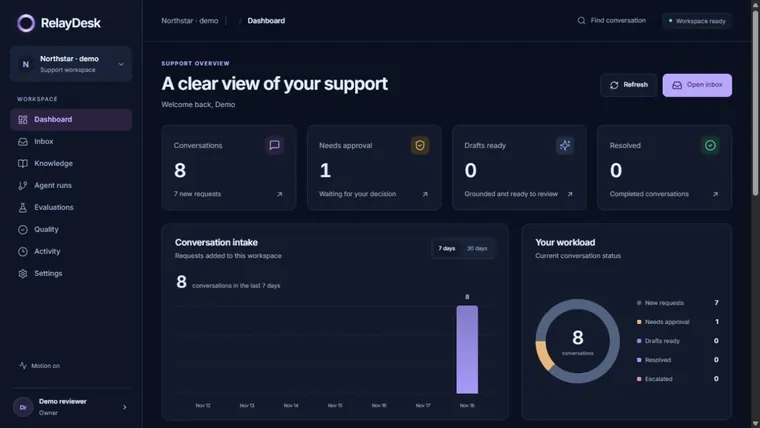 RelayDesk
Northstar · demo / Dashboard
Find conversation
Workspace ready
N
Northstar · demo
Support workspace
WORKSPACE
Dashboard
Inbox
Knowledge
Agent runs
Evaluations
Quality
Activity
Settings
Motion on
Dr
Demo reviewer
Owner
SUPPORT OVERVIEW
A clear view of your support
Welcome back, Demo
Refresh
Open inbox
Conversations
8
7 new requests
Needs approval
1
Waiting for your decision
Drafts ready
0
Grounded and ready to review
Resolved
0
Completed conversations
Conversation intake
Requests added to this workspace
7 days
30 days
8 conversations in the last 7 days
8
Nov 12
Nov 13
Nov 14
Nov 15
Nov 16
Nov 17
Nov 18
Your workload
Current conversation status
8
conversations
New requests 7
Needs approval 1
Drafts ready 0
Resolved 0
Escalated 0